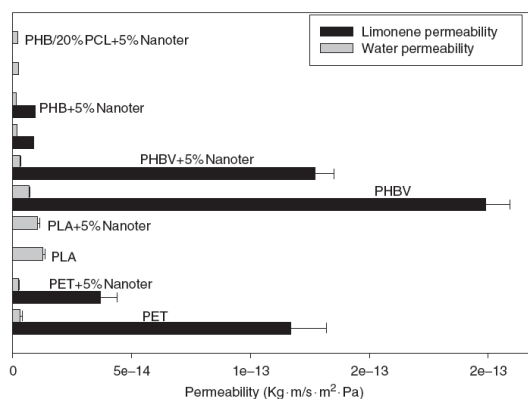 Limonene permeability
Water permeability
PHB/20%PCL+5%Nanoter
PHB+5%Nanoter
PHBV+5%Nanoter
PHBV
PLA+5%Nanoter
PLA
PET+5%Nanoter
PET
0 5e-14 1e-13 2e-13 2e-13
Permeability (Kg·m/s·m²·Pa)